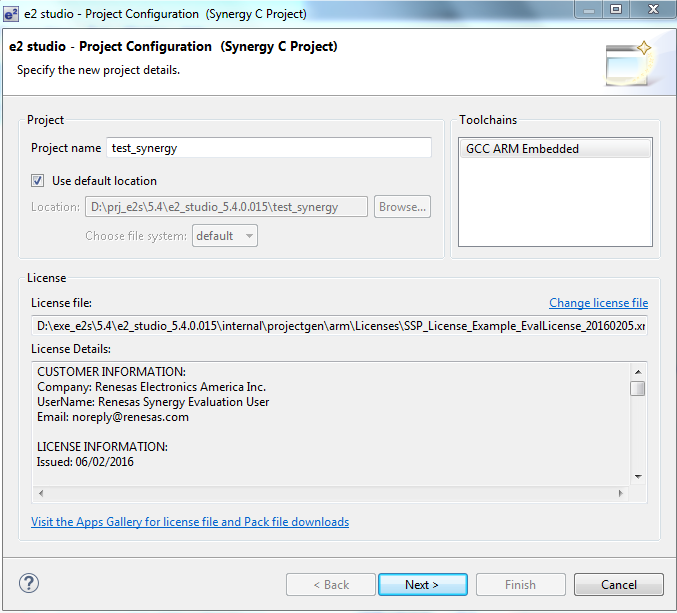 e2 studio - Project Configuration (Synergy C Project)
e2 studio - Project Configuration (Synergy C Project)
Specify the new project details.
Project
Project name test_synergy
Use default location
Location: D:\prj_e2s\5.4\e2_studio_5.4.0.015\test_synergy Browse...
Choose file system: default
Toolchains
GCC ARM Embedded
License
License file: Change license file
D:\exe_e2s\5.4\e2_studio_5.4.0.015\internal\projectgen\arm\Licenses\SSP_License_Example_EvalLicense_20160205.xm
License Details:
CUSTOMER INFORMATION:
Company: Renesas Electronics America Inc.
UserName: Renesas Synergy Evaluation User
Email: noreply@renesas.com
LICENSE INFORMATION:
Issued: 06/02/2016
Visit the Apps Gallery for license file and Pack file downloads
? < Back Next > Finish Cancel